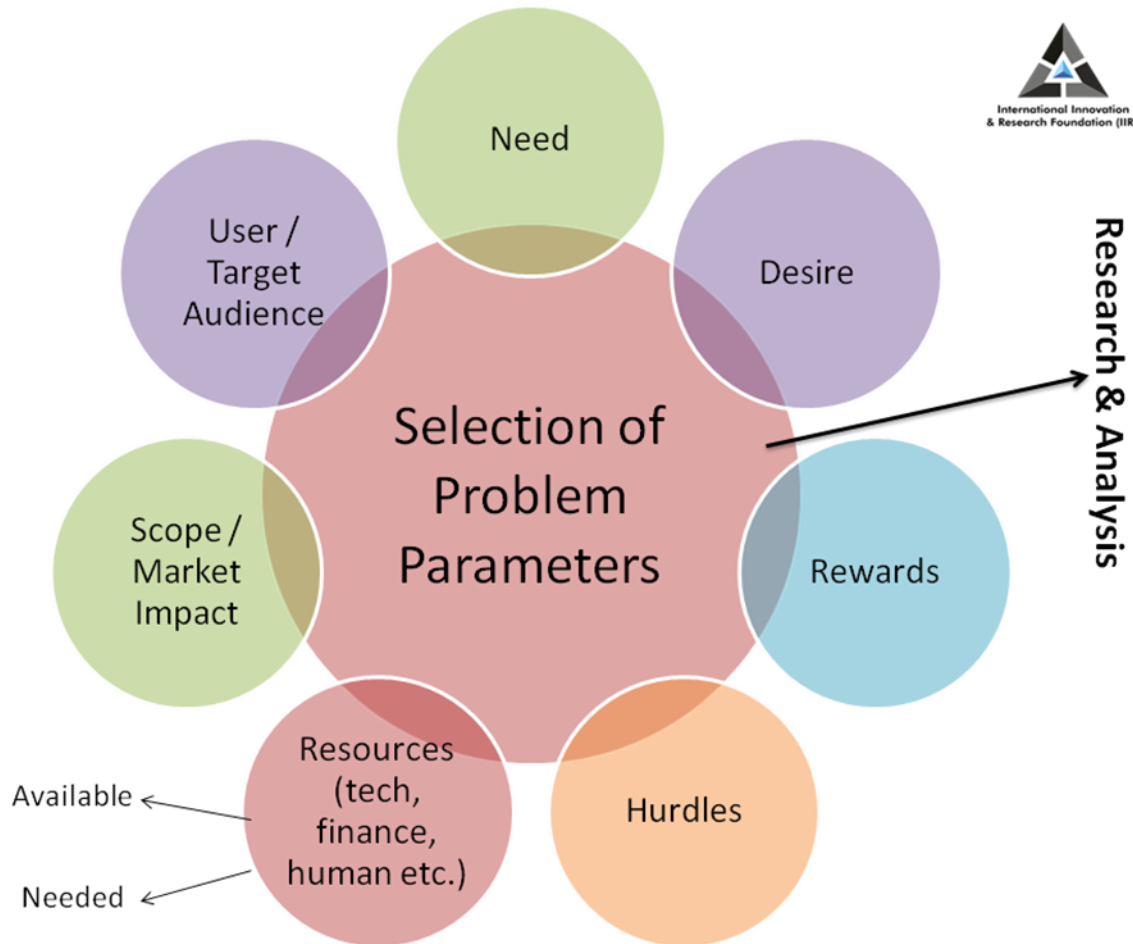 International Innovation
& Research Foundation (IIR
Need
User /
Target
Audience
Desire
Research & Analysis
Selection of
Problem
Parameters
Scope /
Market
Impact
Rewards
Resources
(tech,
finance,
human etc.)
Hurdles
Available
Needed